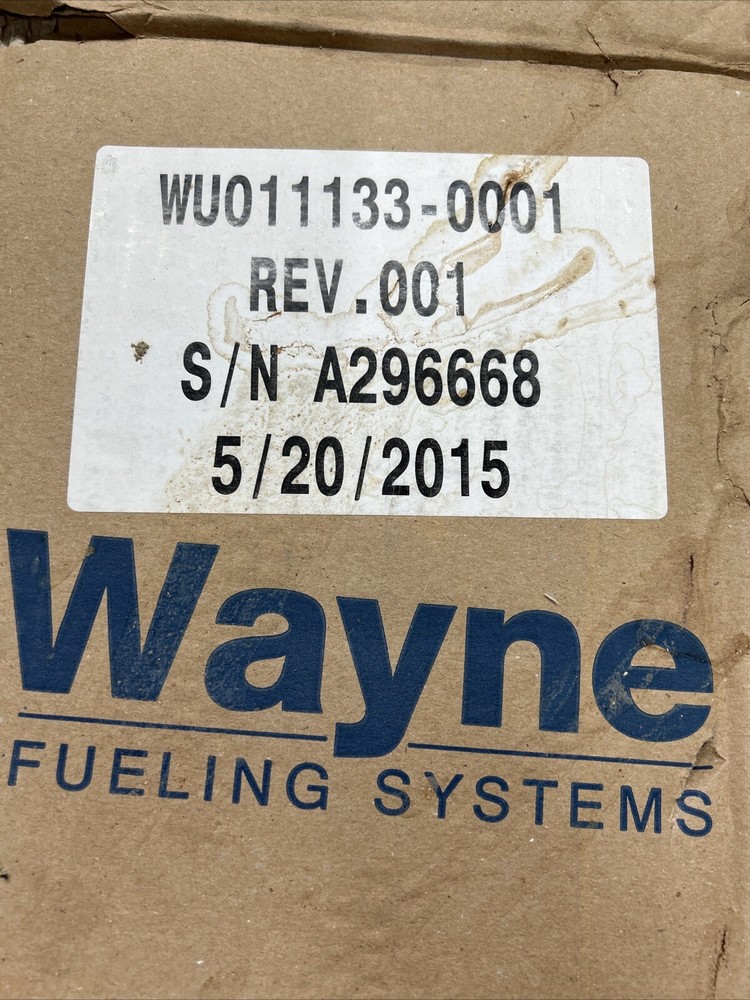 WU011133-0001
REV.001
S/N A296668
5/20/2015
Wayne
FUELING SYSTEMS